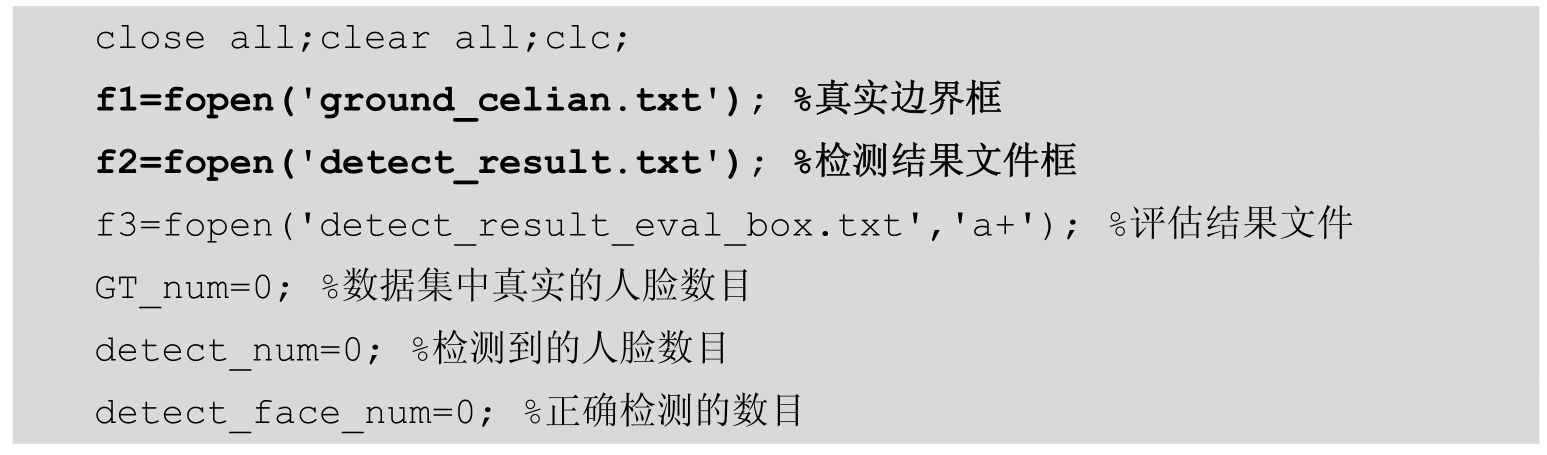 close all;clear all;clc;
f1=fopen('ground_celian.txt'); %真实边界框
f2=fopen('detect_result.txt'); %检测结果文件框
f3=fopen('detect_result_eval_box.txt','a+'); %评估结果文件
GT_num=0; %数据集中真实的人脸数目
detect_num=0; %检测到的人脸数目
detect_face_num=0; %正确检测的数目